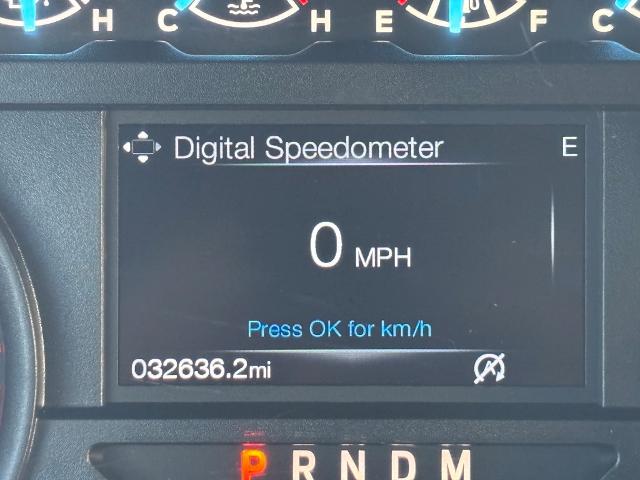 H C H E F C
Digital Speedometer E
0 MPH
Press OK for km/h
032636.2mi
P R N D M